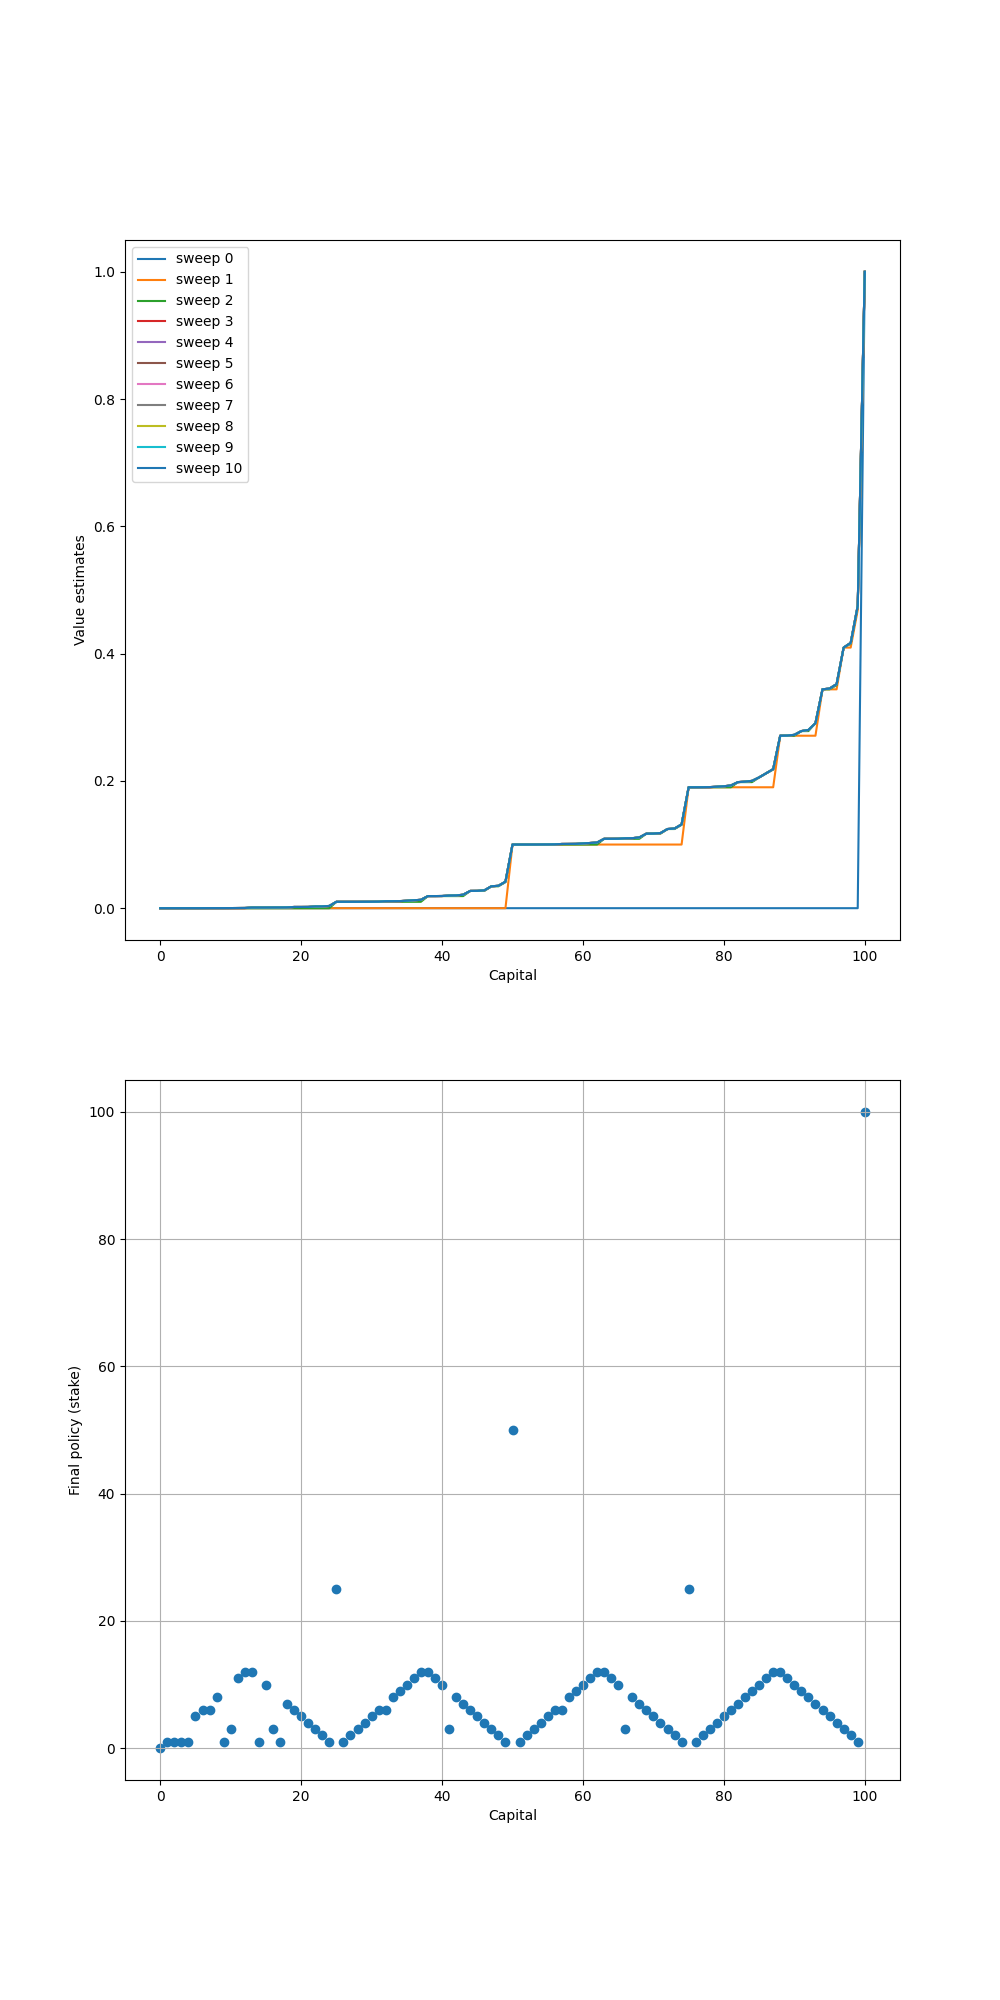 sweep 0
sweep 1
sweep 2
sweep 3
sweep 4
sweep 5
sweep 6
sweep 7
sweep 8
sweep 9
sweep 10
1.0
0.8
0.6
0.4
0.2
0.0
Value estimates
0 20 40 60 80 100
Capital
100
80
60
40
20
0
Final policy (stake)
0 20 40 60 80 100
Capital